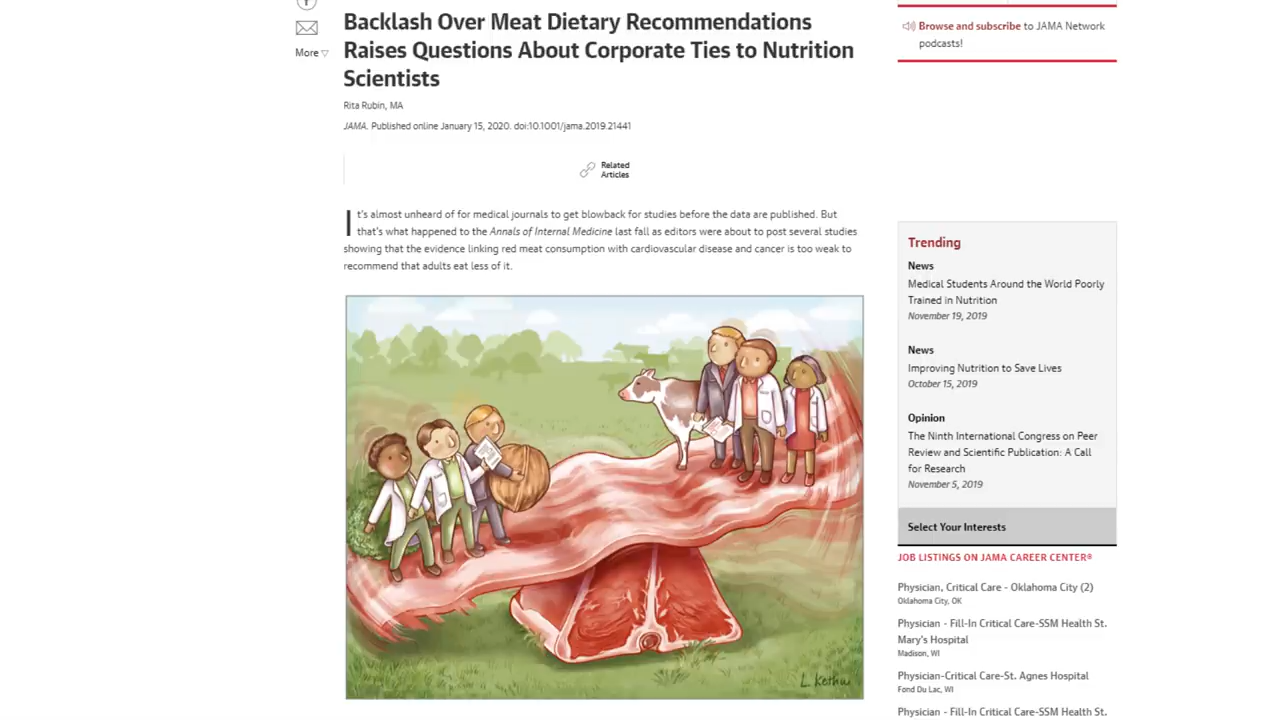 More
Backlash Over Meat Dietary Recommendations
Raises Questions About Corporate Ties to Nutrition
Scientists
Rita Rubin, MA
JAMA. Published online January 15, 2020. doi:10.1001/jama.2019.21441
Related
Articles
It's almost unheard of for medical journals to get blowback for studies before the data are published. But
that's what happened to the Annals of Internal Medicine last fall as editors were about to post several studies
showing that the evidence linking red meat consumption with cardiovascular disease and cancer is too weak to
recommend that adults eat less of it.
Browse and subscribe to JAMA Network
podcasts!
Trending
News
Medical Students Around the World Poorly
Trained in Nutrition
November 19, 2019
News
Improving Nutrition to Save Lives
October 15, 2019
Opinion
The Ninth International Congress on Peer
Review and Scientific Publication: A Call
for Research
November 5, 2019
Select Your Interests
JOB LISTINGS ON JAMA CAREER CENTER®
Physician, Critical Care - Oklahoma City (2)
Oklahoma City, OK
Physician - Fill-In Critical Care-SSM Health St.
Mary's Hospital
Madison, WI
Physician-Critical Care-St. Agnes Hospital
Fond Du Lac, WI
Physician - Fill-In Critical Care-SSM Health St.